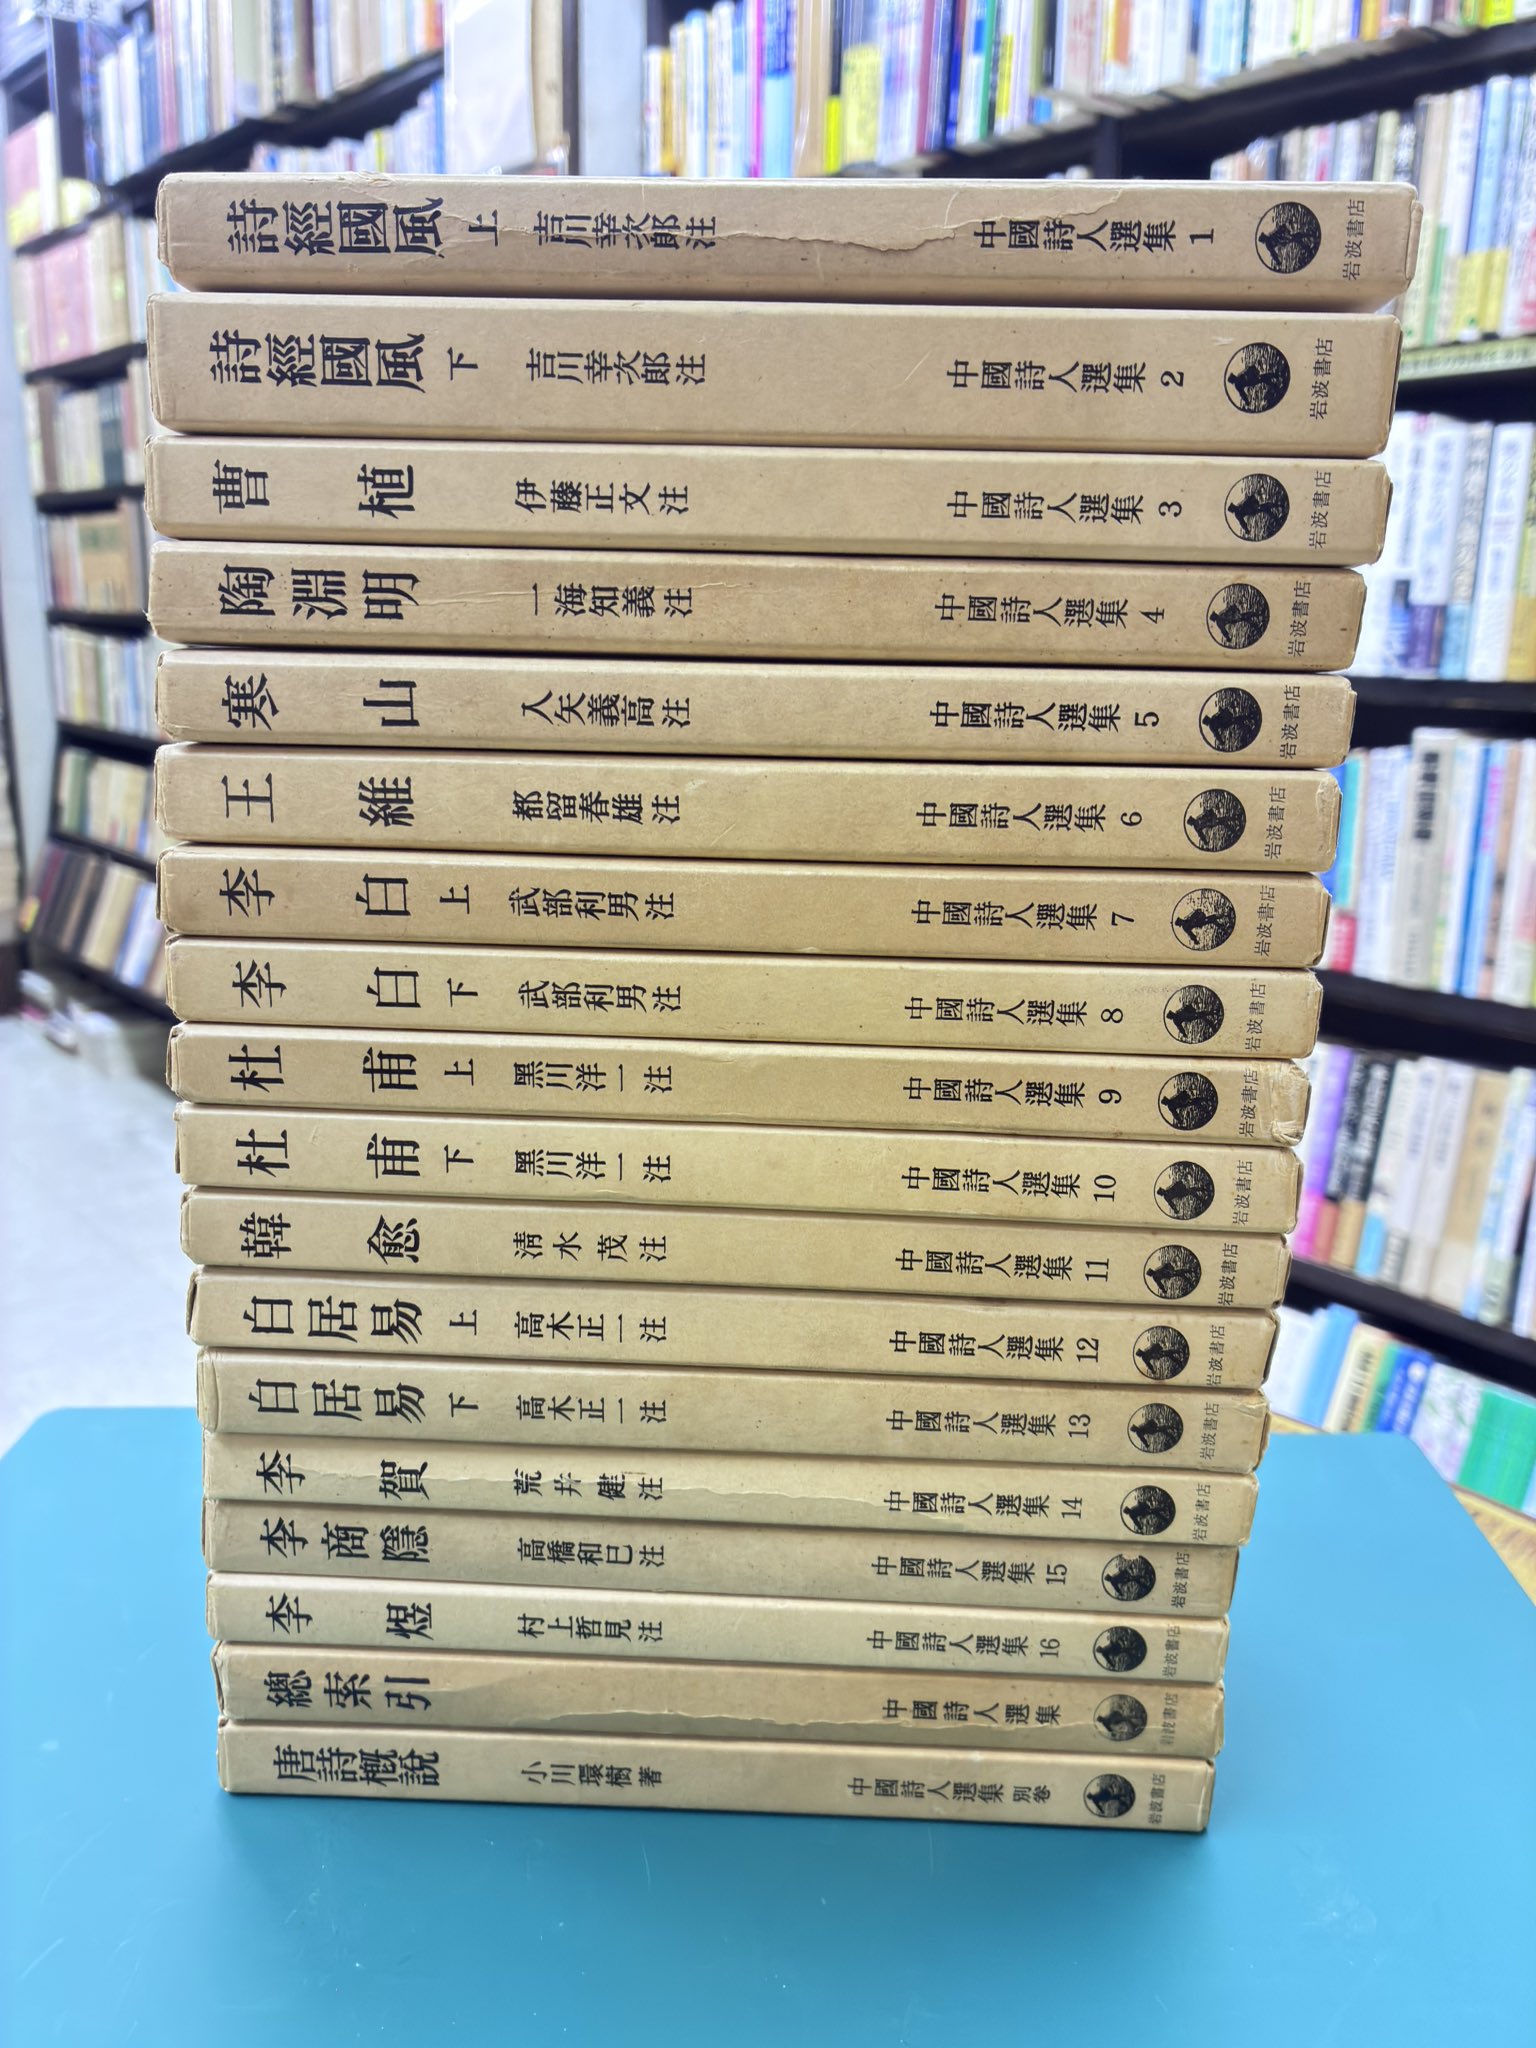 詩經國風 上 吉川幸次郎注 中國詩人選集 1 岩波書店
詩經國風 下 吉川幸次郎注 中國詩人選集 2 岩波書店
曹植 伊藤正文注 中國詩人選集 3 岩波書店
陶淵明 一海知義注 中國詩人選集 4 岩波書店
寒山 入矢義高注 中國詩人選集 5 岩波書店
王維 都留春雄注 中國詩人選集 6 岩波書店
李白 上 武部利男注 中國詩人選集 7 岩波書店
李白 下 武部利男注 中國詩人選集 8 岩波書店
杜甫 上 黑川洋一注 中國詩人選集 9 岩波書店
杜甫 下 黑川洋一注 中國詩人選集 10 岩波書店
韓愈 清水茂注 中國詩人選集 11 岩波書店
白居易 上 高木正一注 中國詩人選集 12 岩波書店
白居易 下 高木正一注 中國詩人選集 13 岩波書店
李賀 荒井健注 中國詩人選集 14 岩波書店
李商隱 高橋和巳注 中國詩人選集 15 岩波書店
李煜 村上哲見注 中國詩人選集 16 岩波書店
總索引 中國詩人選集 岩波書店
唐詩概說 小川環樹著 中國詩人選集 別卷 岩波書店